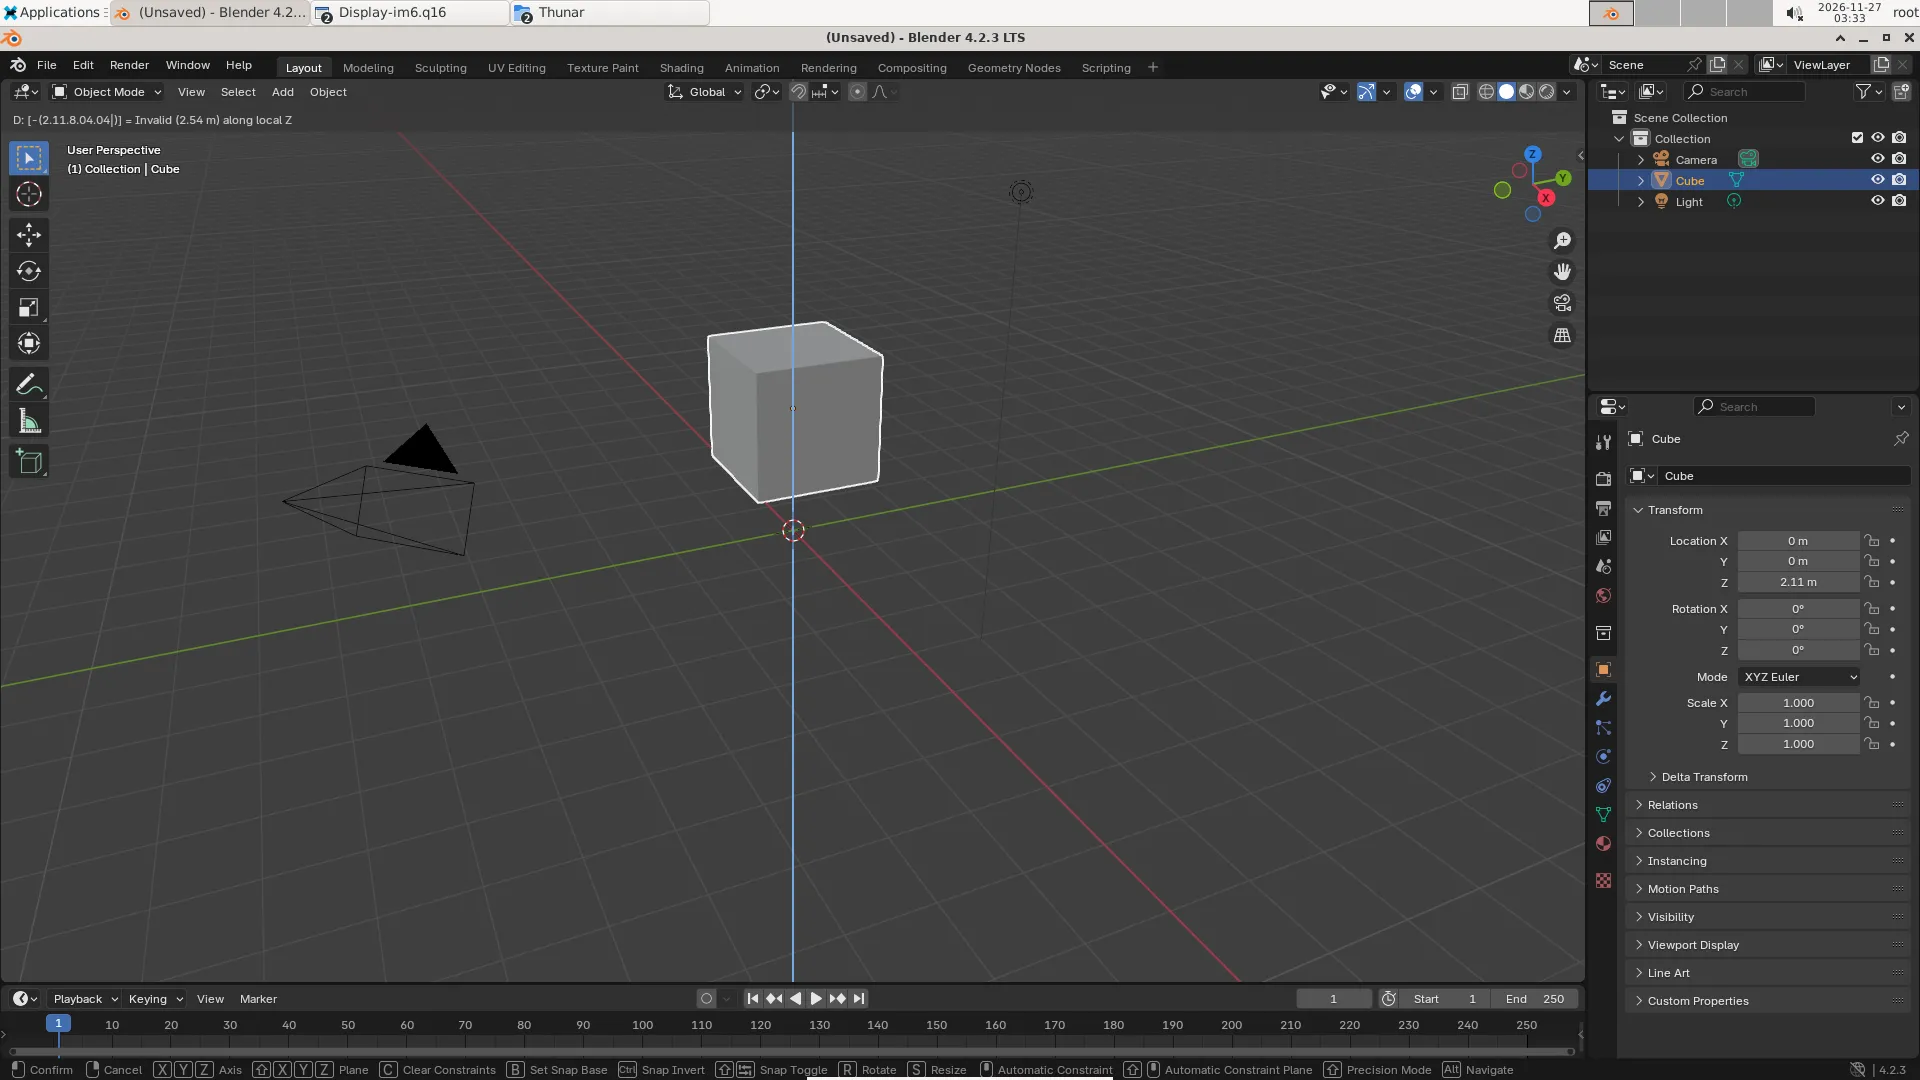 Applications
(Unsaved) - Blender 4.2...
2
Display-im6.q16
2
Thunar
2026-11-27
03:33
root
(Unsaved) - Blender 4.2.3 LTS
File Edit Render Window Help
Layout Modeling Sculpting UV Editing Texture Paint Shading Animation Rendering Compositing Geometry Nodes Scripting
Scene
ViewLayer
Object Mode View Select Add Object
Global
Search
D: [-(2.11.8.04.04|)] = Invalid (2.54 m) along local Z
User Perspective
(1) Collection | Cube
Z
Y
X
Scene Collection
Collection
Camera
Cube
Light
Search
Cube
Cube
Transform
Location X 0 m
Y 0 m
Z 2.11 m
Rotation X 0°
Y 0°
Z 0°
Mode XYZ Euler
Scale X 1.000
Y 1.000
Z 1.000
Delta Transform
Relations
Collections
Instancing
Motion Paths
Visibility
Viewport Display
Line Art
Custom Properties
Playback Keying View Marker
1 Start 1 End 250
1 10 20 30 40 50 60 70 80 90 100 110 120 130 140 150 160 170 180 190 200 210 220 230 240 250
Confirm Cancel X Y Z Axis X Y Z Plane C Clear Constraints B Set Snap Base Ctrl Snap Invert Snap Toggle R Rotate S Resize Automatic Constraint Automatic Constraint Plane Precision Mode Alt Navigate 4.2.3